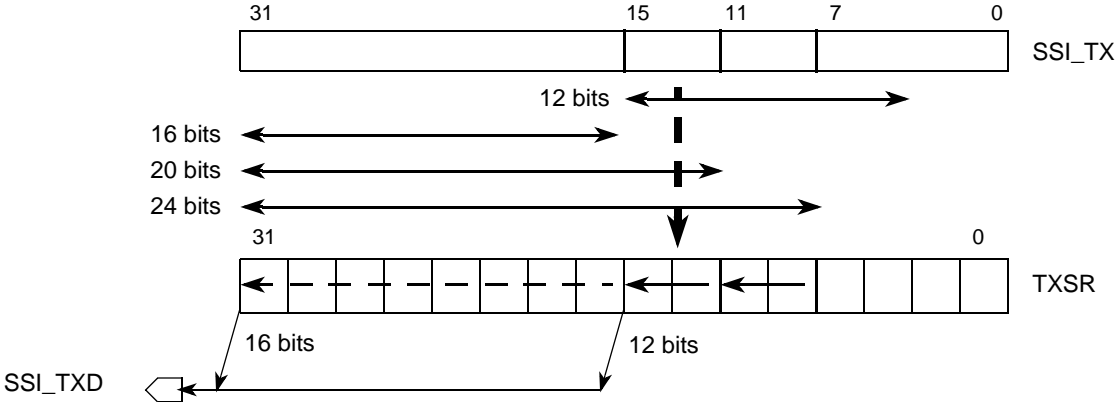 31 15 11 7 0
SSI_TX
12 bits
16 bits
20 bits
24 bits
31 0
TXSR
16 bits 12 bits
SSI_TXD